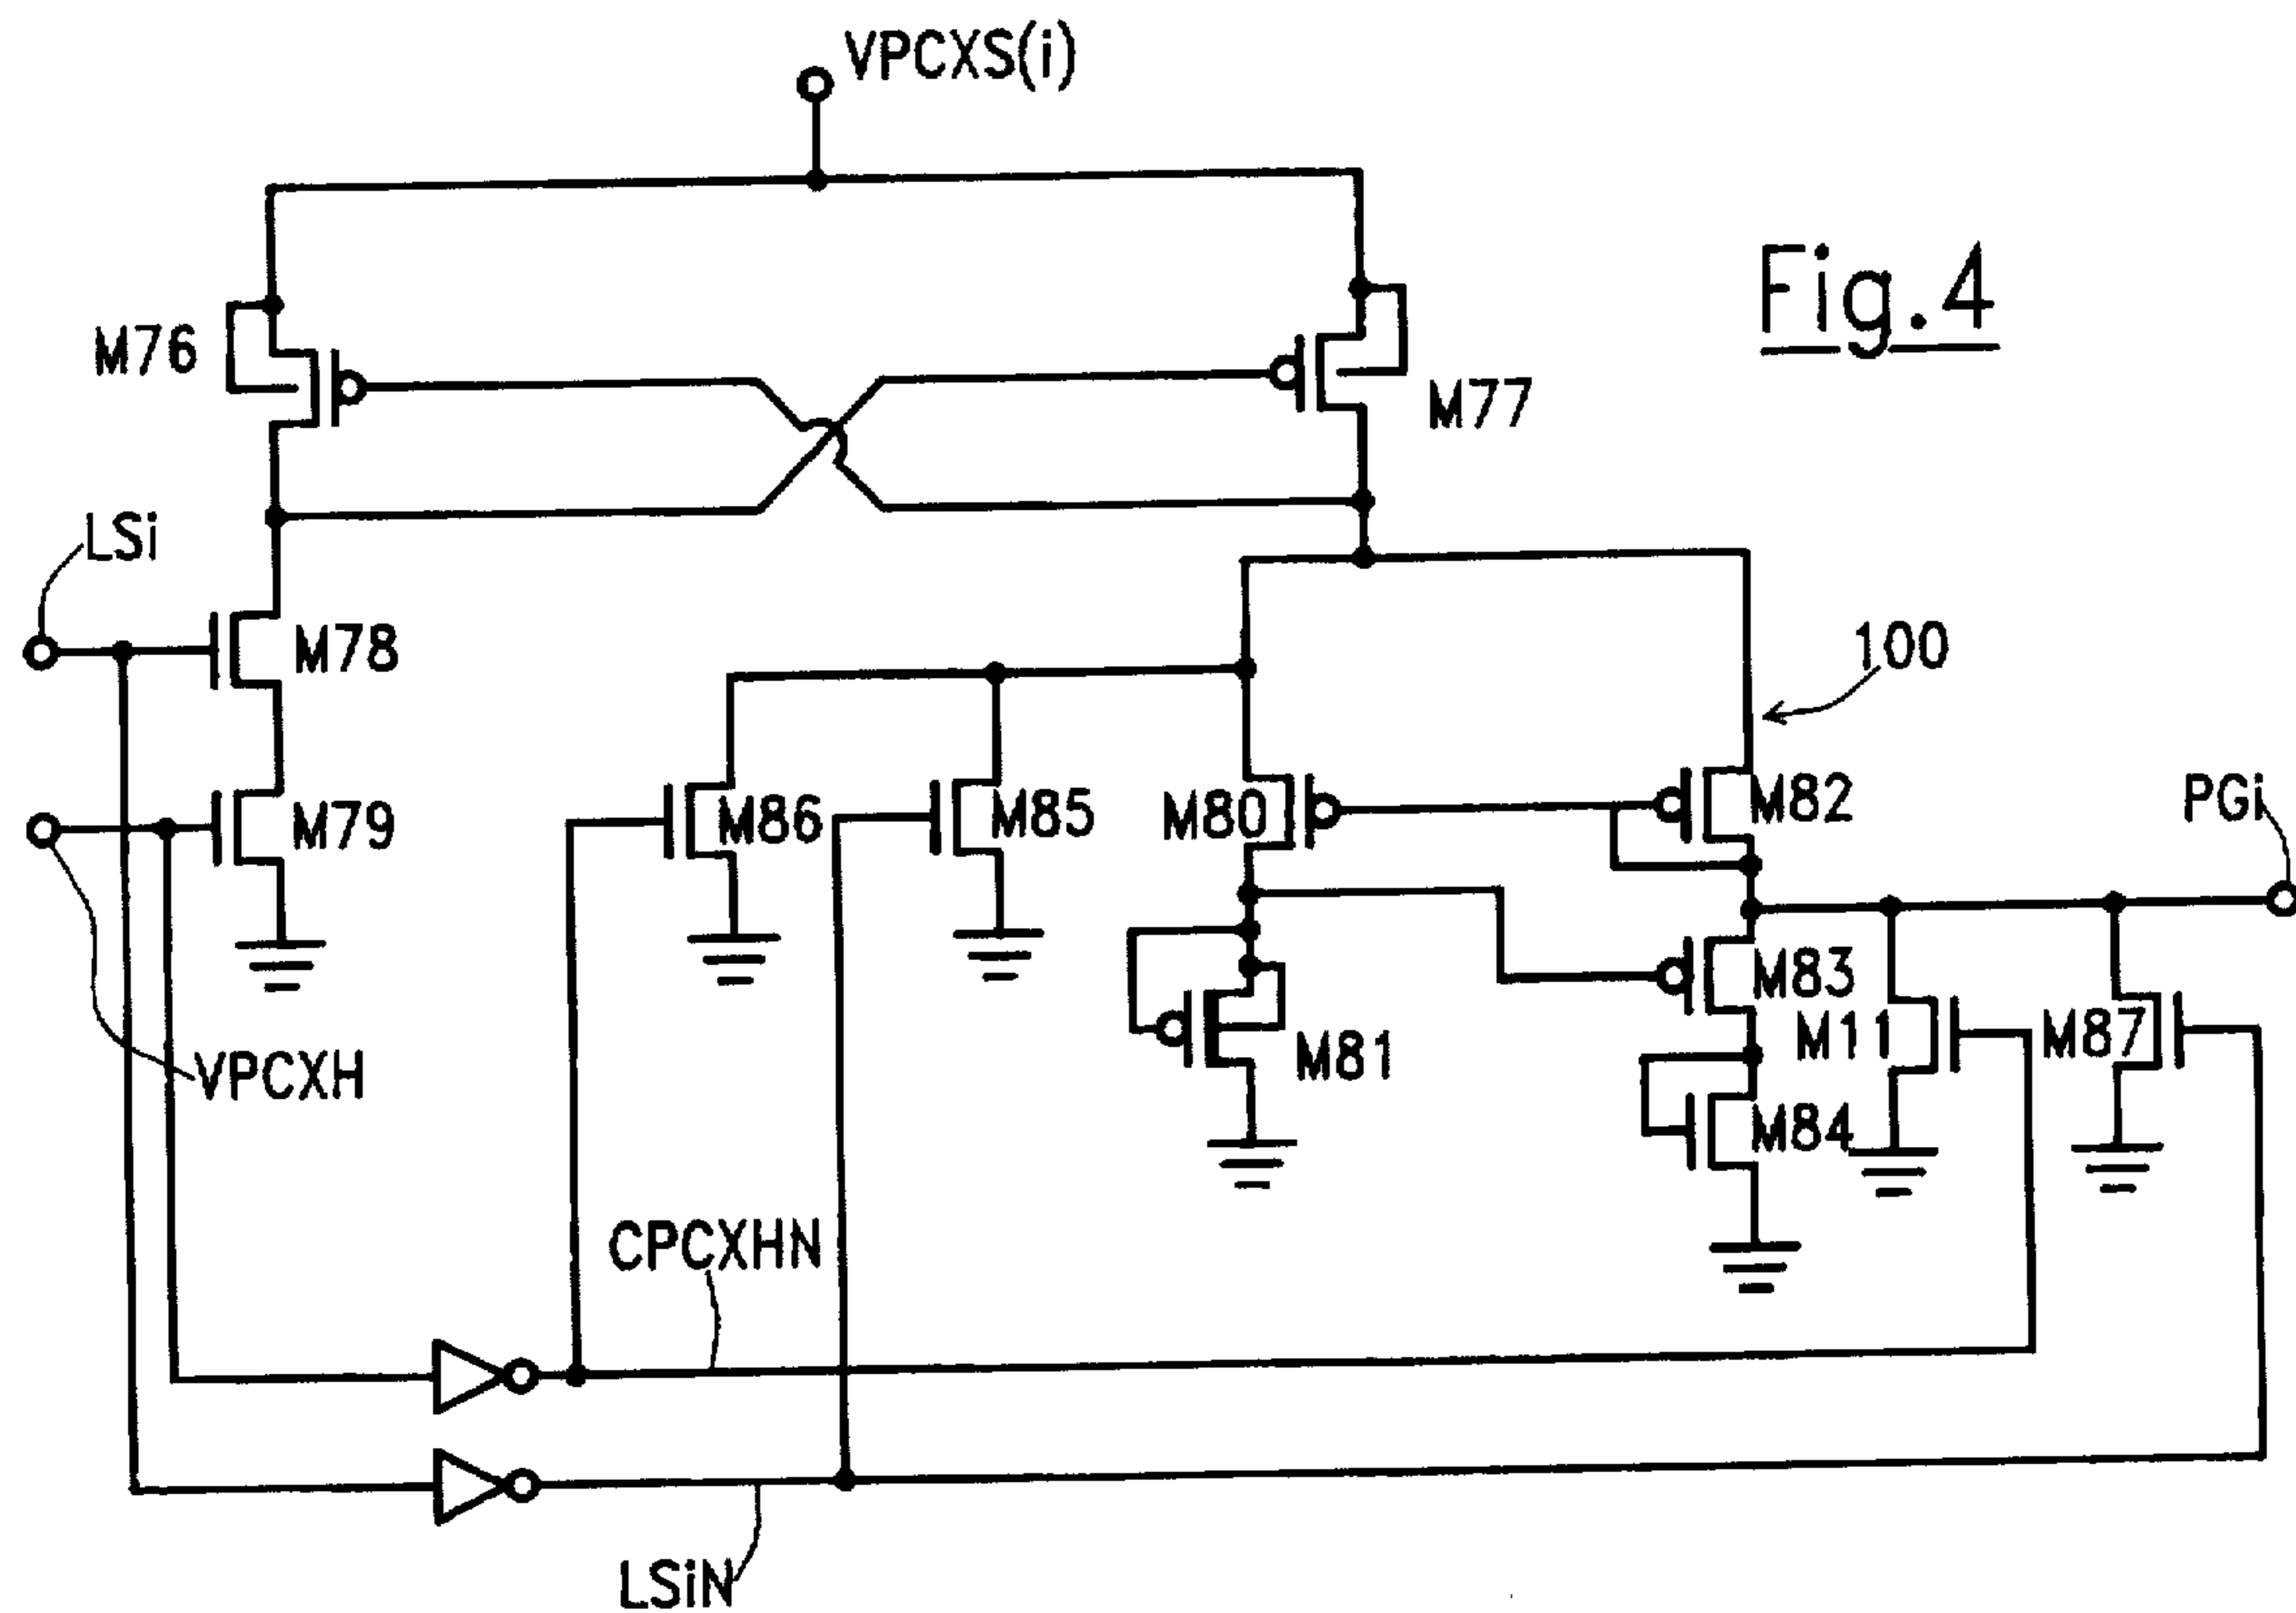 VPCXS(i)
Fig.4
M76
M77
LSi
M78
100
M79
M86
M85
M80
M82
PGi
M83
M81
M11
M87
VPCXH
M84
CPCXHN
LSiN